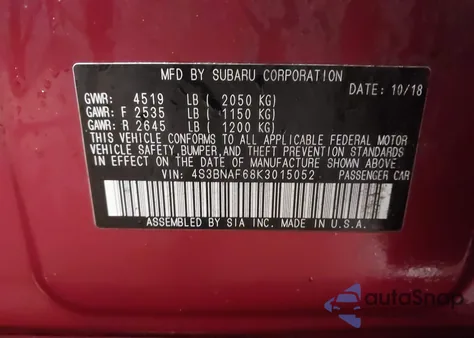 MFD BY SUBARU CORPORATION
DATE: 10/18
GVWR: 4519 LB ( 2050 KG)
GAWR: F 2535 LB ( 1150 KG)
GAWR: R 2645 LB ( 1200 KG)
THIS VEHICLE CONFORMS TO ALL APPLICABLE FEDERAL MOTOR
VEHICLE SAFETY, BUMPER, AND THEFT PREVENTION STANDARDS
IN EFFECT ON THE DATE OF MANUFACTURE SHOWN ABOVE.
VIN: 4S3BNAF68K3015052 PASSENGER CAR
ASSEMBLED BY SIA INC. MADE IN U.S.A.
autoSnap